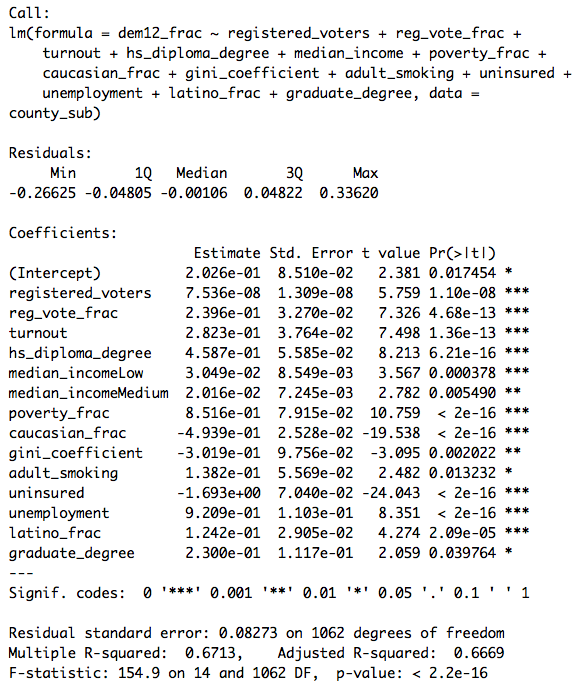 Call:
lm(formula = dem12_frac ~ registered_voters + reg_vote_frac +
    turnout + hs_diploma_degree + median_income + poverty_frac +
    caucasian_frac + gini_coefficient + adult_smoking + uninsured +
    unemployment + latino_frac + graduate_degree, data =
county_sub)

Residuals:
     Min       1Q   Median       3Q      Max
-0.26625 -0.04805 -0.00106  0.04822  0.33620

Coefficients:
                     Estimate Std. Error t value Pr(>|t|)
(Intercept)         2.026e-01  8.510e-02   2.381 0.017454 *
registered_voters   7.536e-08  1.309e-08   5.759 1.10e-08 ***
reg_vote_frac       2.396e-01  3.270e-02   7.326 4.68e-13 ***
turnout             2.823e-01  3.764e-02   7.498 1.36e-13 ***
hs_diploma_degree   4.587e-01  5.585e-02   8.213 6.21e-16 ***
median_incomeLow    3.049e-02  8.549e-03   3.567 0.000378 ***
median_incomeMedium 2.016e-02  7.245e-03   2.782 0.005490 **
poverty_frac        8.516e-01  7.915e-02  10.759  < 2e-16 ***
caucasian_frac     -4.939e-01  2.528e-02 -19.538  < 2e-16 ***
gini_coefficient   -3.019e-01  9.756e-02  -3.095 0.002022 **
adult_smoking       1.382e-01  5.569e-02   2.482 0.013232 *
uninsured          -1.693e+00  7.040e-02 -24.043  < 2e-16 ***
unemployment        9.209e-01  1.103e-01   8.351  < 2e-16 ***
latino_frac         1.242e-01  2.905e-02   4.274 2.09e-05 ***
graduate_degree     2.300e-01  1.117e-01   2.059 0.039764 *
---
Signif. codes:  0 '***' 0.001 '**' 0.01 '*' 0.05 '.' 0.1 ' ' 1

Residual standard error: 0.08273 on 1062 degrees of freedom
Multiple R-squared:  0.6713,    Adjusted R-squared:  0.6669
F-statistic: 154.9 on 14 and 1062 DF,  p-value: < 2.2e-16